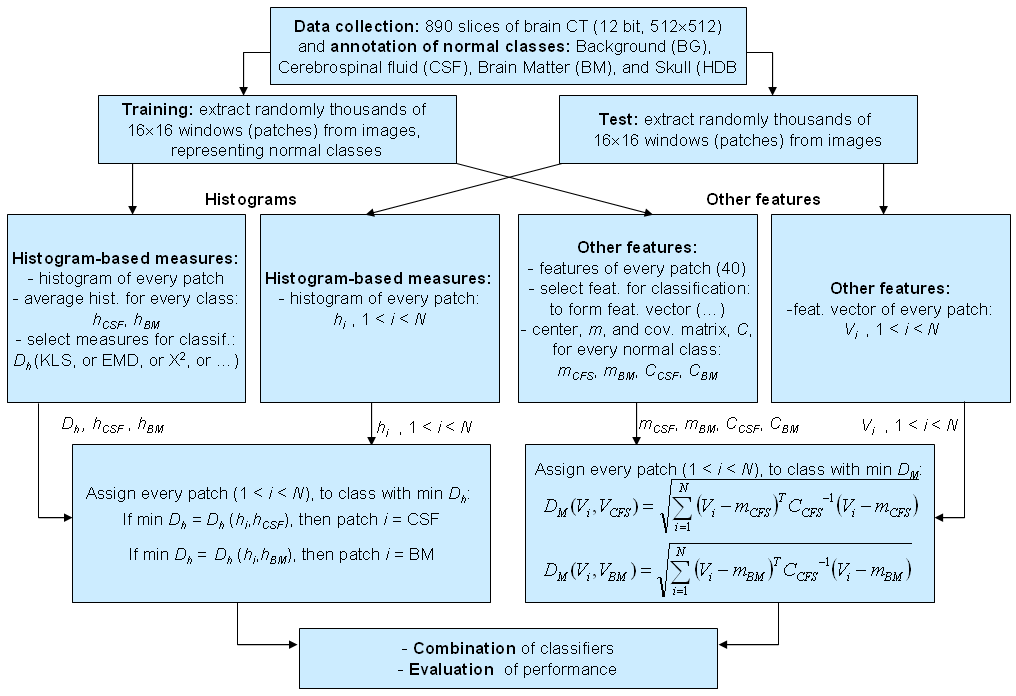 Data collection: 890 slices of brain CT (12 bit, 512×512)
and annotation of normal classes: Background (BG),
Cerebrospinal fluid (CSF), Brain Matter (BM), and Skull (HDB
Training: extract randomly thousands of
16×16 windows (patches) from images,
representing normal classes
Test: extract randomly thousands of
16×16 windows (patches) from images
Histograms
Other features
Histogram-based measures:
- histogram of every patch
- average hist. for every class:
h_CSF, h_BM
- select measures for classif.:
D_h (KLS, or EMD, or X², or …)
Histogram-based measures:
- histogram of every patch:
h_i , 1 < i < N
Other features:
- features of every patch (40)
- select feat. for classification:
to form feat. vector (…)
- center, m, and cov. matrix, C,
for every normal class:
m_CFS, m_BM, C_CSF, C_BM
Other features:
-feat. vector of every patch:
V_i , 1 < i < N
D_h, h_CSF , h_BM
h_i , 1 < i < N
m_CSF, m_BM, C_CSF, C_BM
V_i , 1 < i < N
Assign every patch (1 < i < N), to class with min D_h:
If min D_h = D_h (h_i,h_CSF), then patch i = CSF
If min D_h = D_h (h_i,h_BM), then patch i = BM
Assign every patch (1 < i < N), to class with min D_M:
D_M(V_i,V_CFS) = √(∑_{i=1}^{N} (V_i − m_CFS)^T C_CFS^{−1} (V_i − m_CFS))
D_M(V_i,V_BM) = √(∑_{i=1}^{N} (V_i − m_BM)^T C_CFS^{−1} (V_i − m_BM))
- Combination of classifiers
- Evaluation of performance